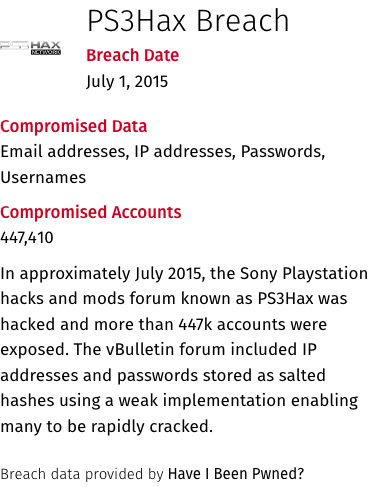 PS3Hax Breach
PS3HAX
NETWORK
Breach Date
July 1, 2015
Compromised Data
Email addresses, IP addresses, Passwords,
Usernames
Compromised Accounts
447,410
In approximately July 2015, the Sony Playstation
hacks and mods forum known as PS3Hax was
hacked and more than 447k accounts were
exposed. The vBulletin forum included IP
addresses and passwords stored as salted
hashes using a weak implementation enabling
many to be rapidly cracked.
Breach data provided by Have I Been Pwned?